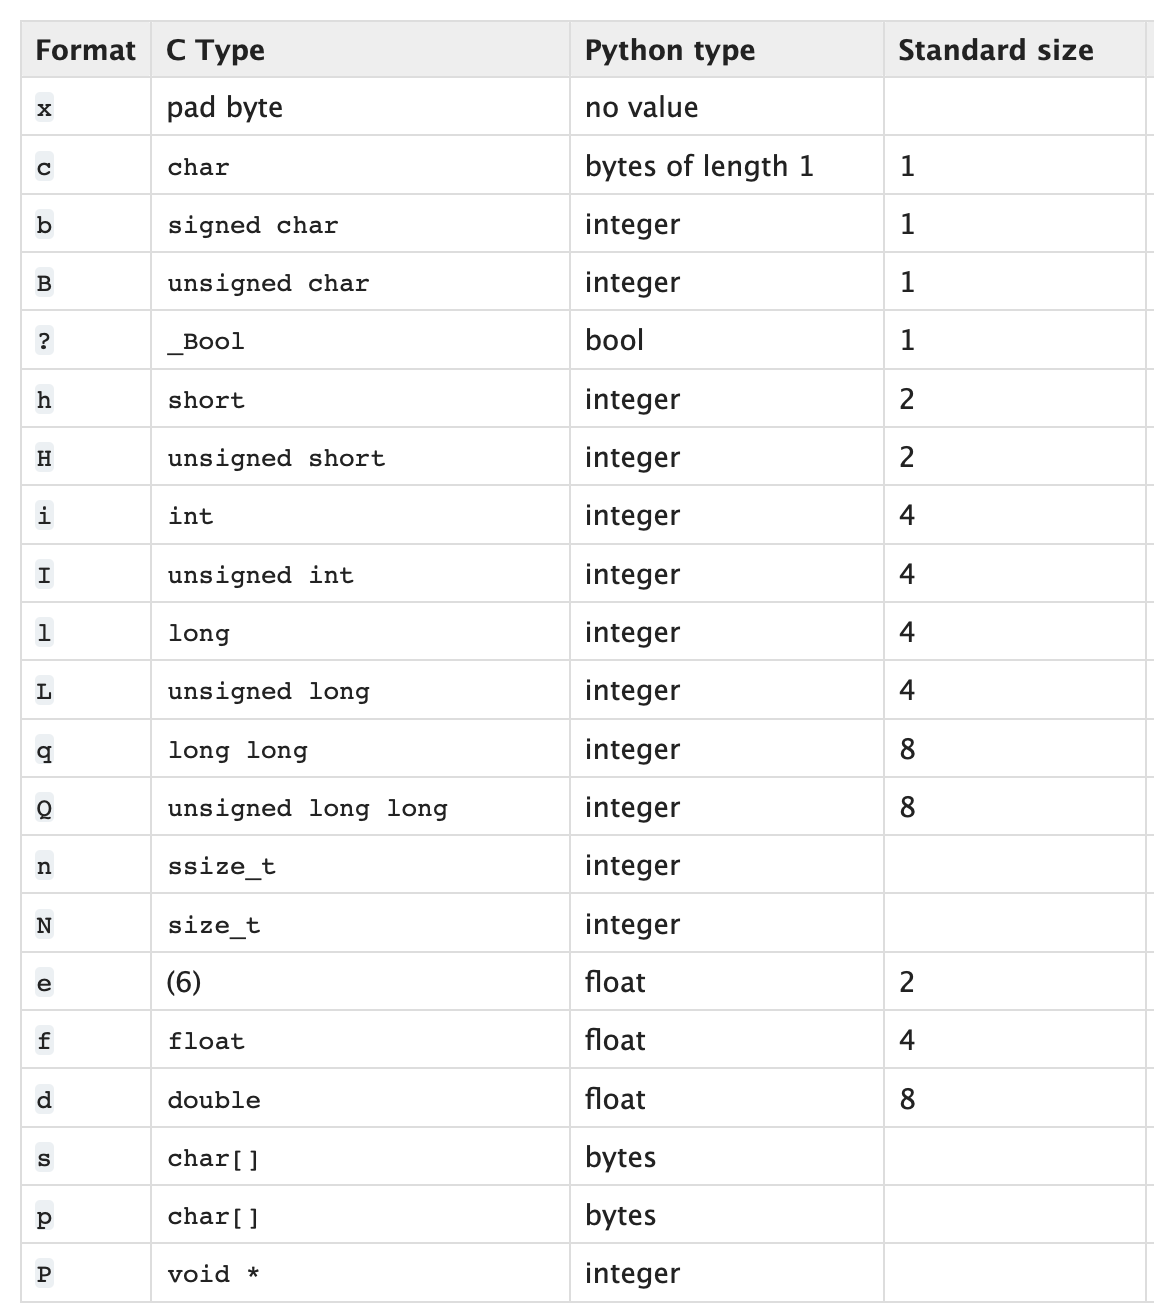 Format C Type Python type Standard size
x pad byte no value
c char bytes of length 1 1
b signed char integer 1
B unsigned char integer 1
? _Bool bool 1
h short integer 2
H unsigned short integer 2
i int integer 4
I unsigned int integer 4
l long integer 4
L unsigned long integer 4
q long long integer 8
Q unsigned long long integer 8
n ssize_t integer
N size_t integer
e (6) float 2
f float float 4
d double float 8
s char[] bytes
p char[] bytes
P void * integer